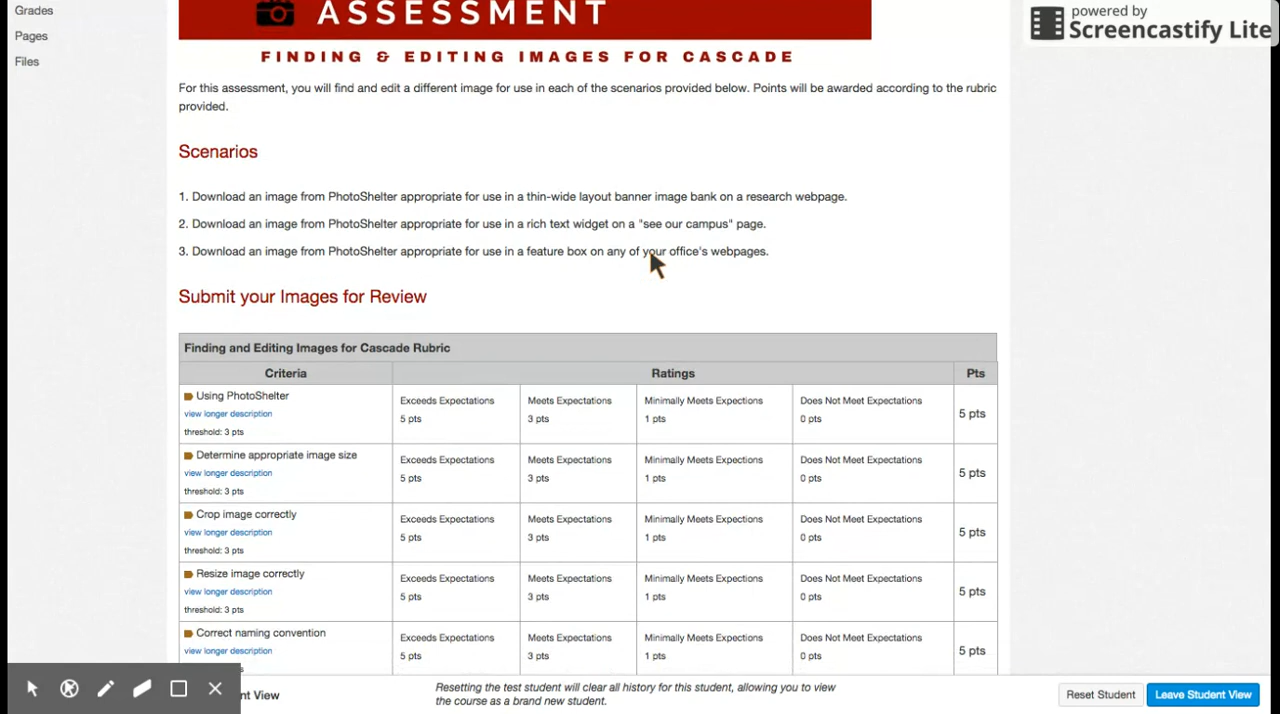 Grades
Pages
Files
ASSESSMENT
FINDING & EDITING IMAGES FOR CASCADE
powered by
Screencastify Lite
For this assessment, you will find and edit a different image for use in each of the scenarios provided below. Points will be awarded according to the rubric
provided.
Scenarios
1. Download an image from PhotoShelter appropriate for use in a thin-wide layout banner image bank on a research webpage.
2. Download an image from PhotoShelter appropriate for use in a rich text widget on a "see our campus" page.
3. Download an image from PhotoShelter appropriate for use in a feature box on any of your office's webpages.
Submit your Images for Review
Finding and Editing Images for Cascade Rubric
Criteria Ratings Pts
Using PhotoShelter
view longer description
threshold: 3 pts
Exceeds Expectations
5 pts
Meets Expectations
3 pts
Minimally Meets Expections
1 pts
Does Not Meet Expectations
0 pts
5 pts
Determine appropriate image size
view longer description
threshold: 3 pts
Exceeds Expectations
5 pts
Meets Expectations
3 pts
Minimally Meets Expections
1 pts
Does Not Meet Expectations
0 pts
5 pts
Crop image correctly
view longer description
threshold: 3 pts
Exceeds Expectations
5 pts
Meets Expectations
3 pts
Minimally Meets Expections
1 pts
Does Not Meet Expectations
0 pts
5 pts
Resize image correctly
view longer description
threshold: 3 pts
Exceeds Expectations
5 pts
Meets Expectations
3 pts
Minimally Meets Expections
1 pts
Does Not Meet Expectations
0 pts
5 pts
Correct naming convention
view longer description
Exceeds Expectations
5 pts
Meets Expectations
3 pts
Minimally Meets Expections
1 pts
Does Not Meet Expectations
0 pts
5 pts
nt View
Resetting the test student will clear all history for this student, allowing you to view
the course as a brand new student.
Reset Student
Leave Student View